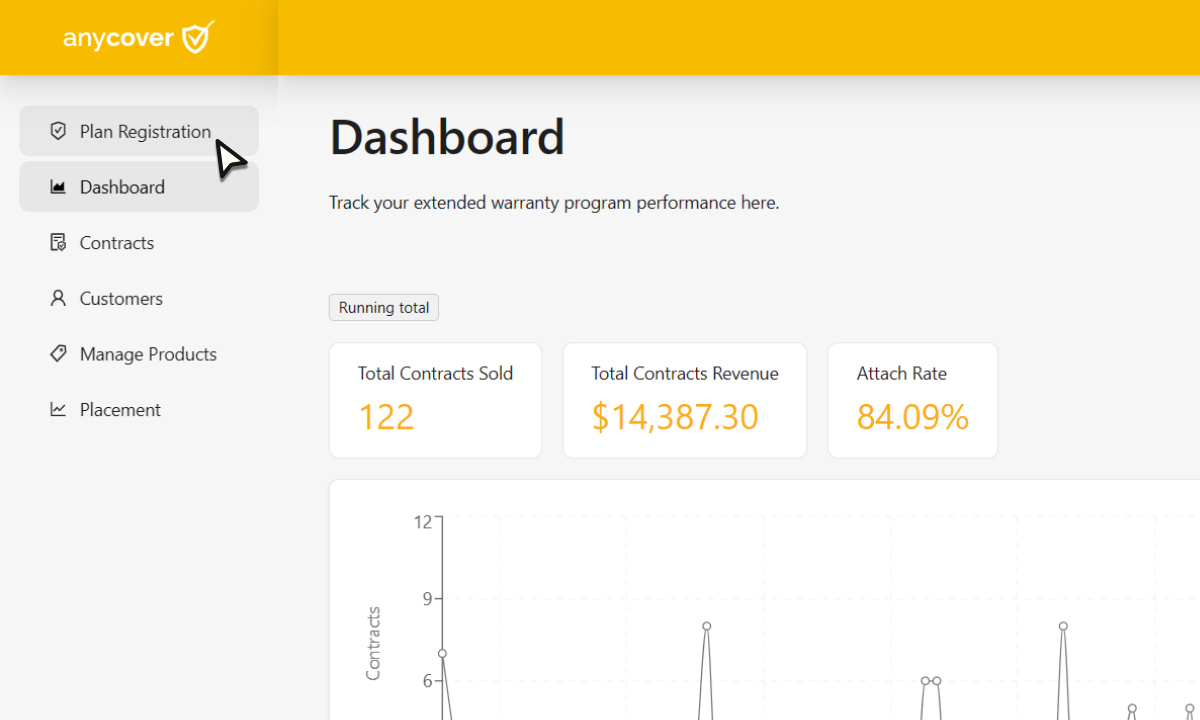 anycover
Plan Registration
Dashboard
Contracts
Customers
Manage Products
Placement
Dashboard
Track your extended warranty program performance here.
Running total
Total Contracts Sold
122
Total Contracts Revenue
$14,387.30
Attach Rate
84.09%
12
9
6
Contracts